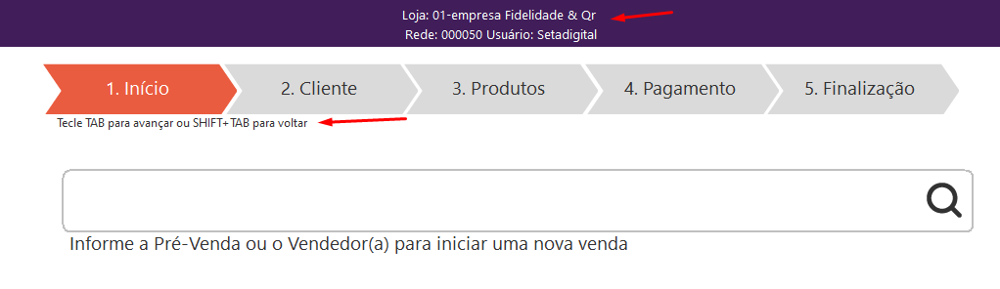 Loja: 01-empresa Fidelidade & Qr
Rede: 000050 Usuário: Setadigital
1. Início
2. Cliente
3. Produtos
4. Pagamento
5. Finalização
Tecle TAB para avançar ou SHIFT+TAB para voltar
Informe a Pré-Venda ou o Vendedor(a) para iniciar uma nova venda